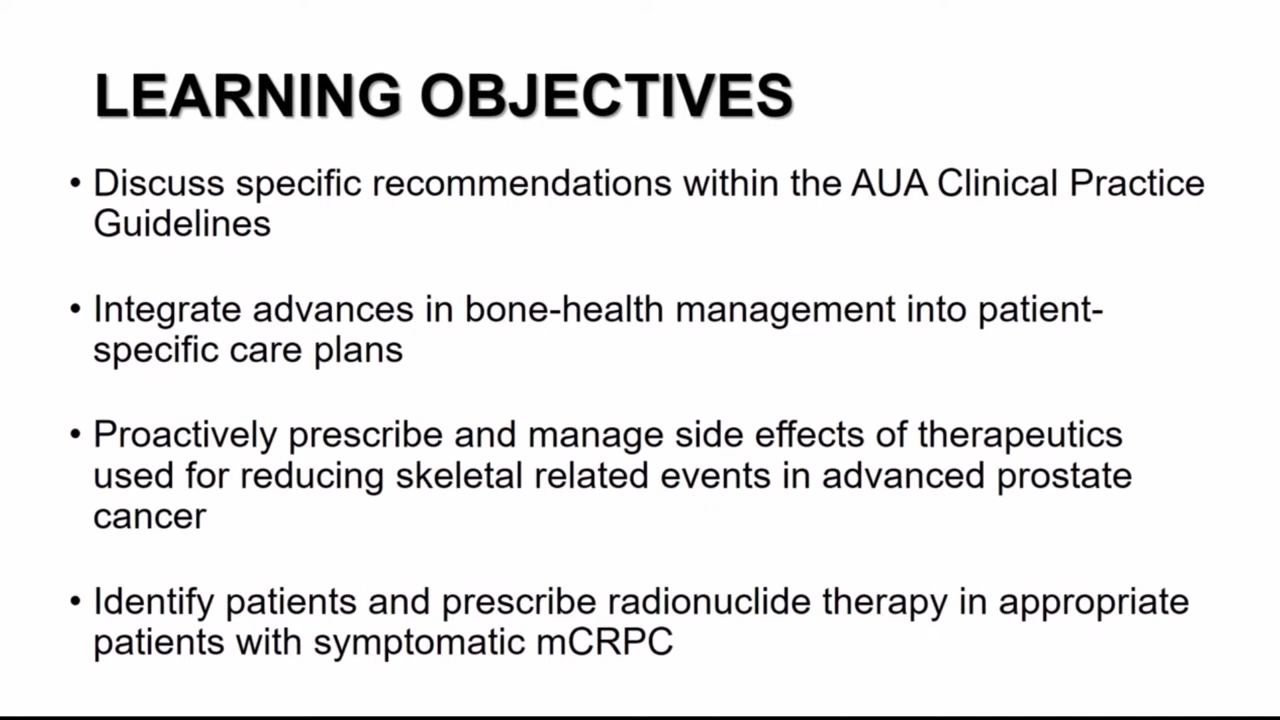 LEARNING OBJECTIVES
• Discuss specific recommendations within the AUA Clinical Practice
Guidelines
• Integrate advances in bone-health management into patient-
specific care plans
• Proactively prescribe and manage side effects of therapeutics
used for reducing skeletal related events in advanced prostate
cancer
• Identify patients and prescribe radionuclide therapy in appropriate
patients with symptomatic mCRPC